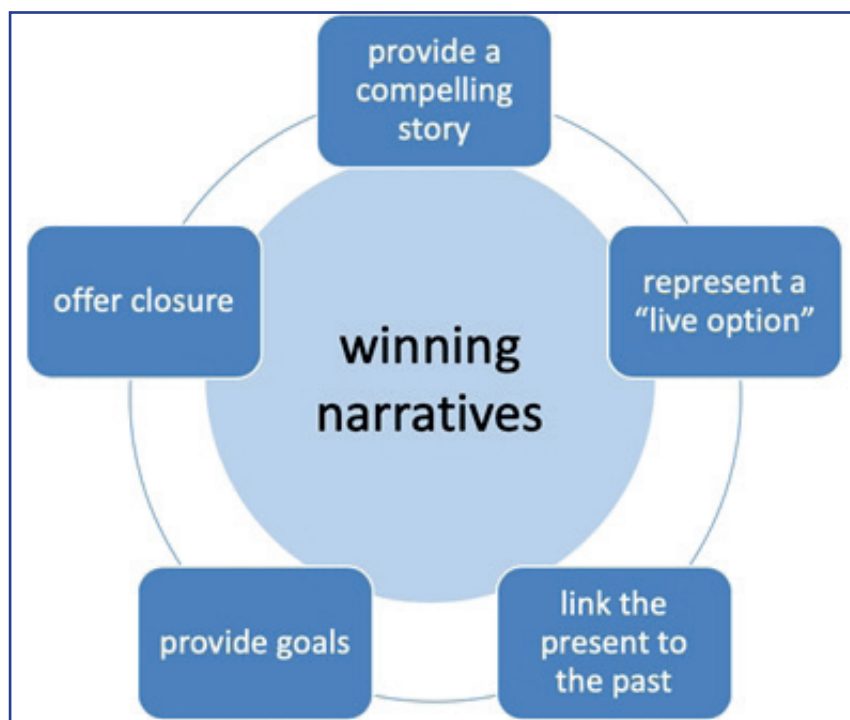 provide a
compelling
story
represent a
“live option”
link the
present to
the past
provide goals
offer closure
winning
narratives